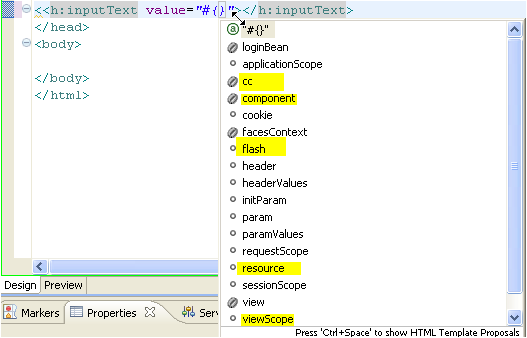 <<h:inputText value="#{}"></h:inputText>
</head>
<body>
</body>
</html>
"#{}"
loginBean
applicationScope
cc
component
cookie
facesContext
flash
header
headerValues
initParam
param
paramValues
requestScope
resource
sessionScope
view
viewScope
Press 'Ctrl+Space' to show HTML Template Proposals
Design Preview
Markers Properties Serv